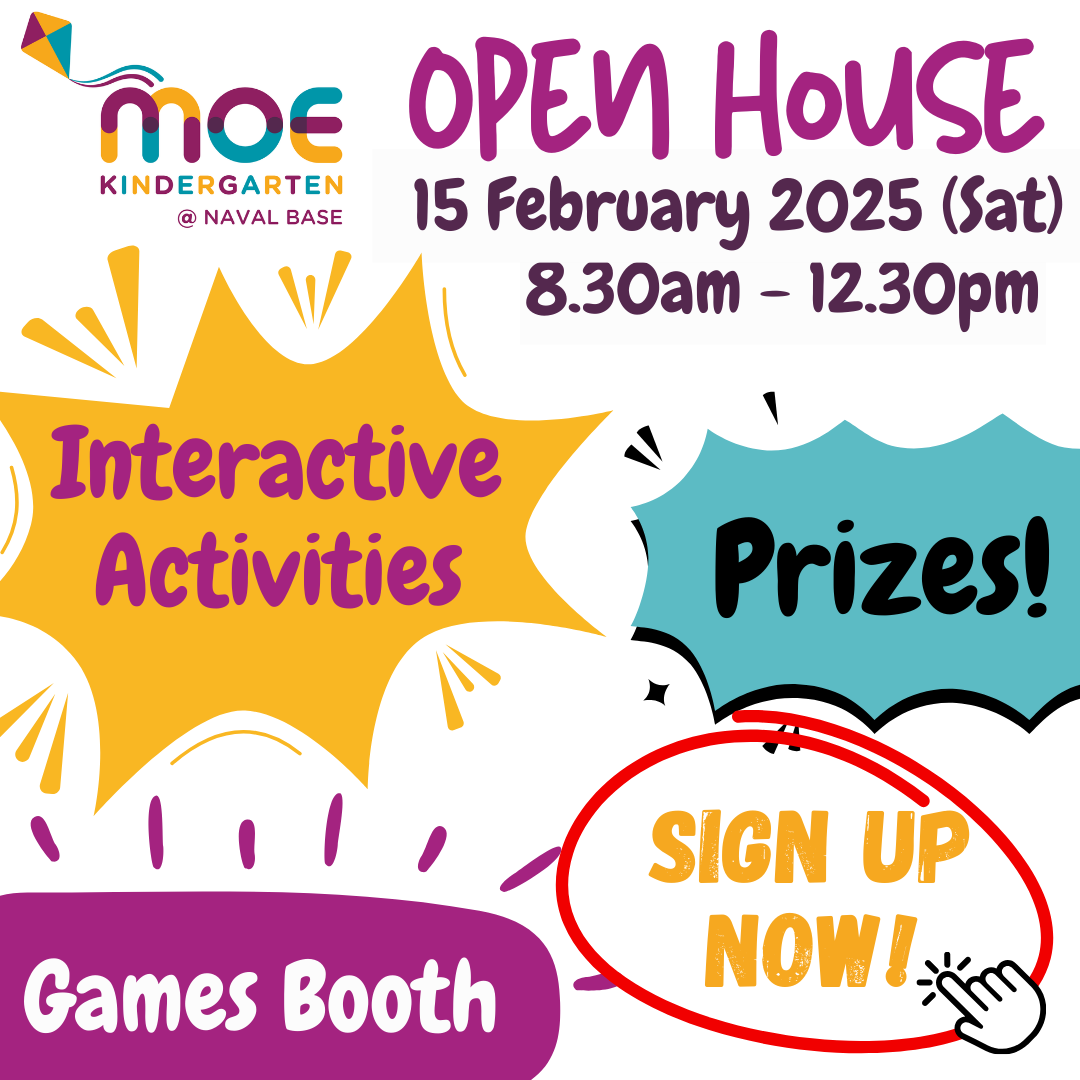 moe
KINDERGARTEN
@ NAVAL BASE
OPEN HOUSE
15 February 2025 (Sat)
8.30am - 12.30pm
Interactive
Activities
Prizes!
SIGN UP
NOW!
Games Booth